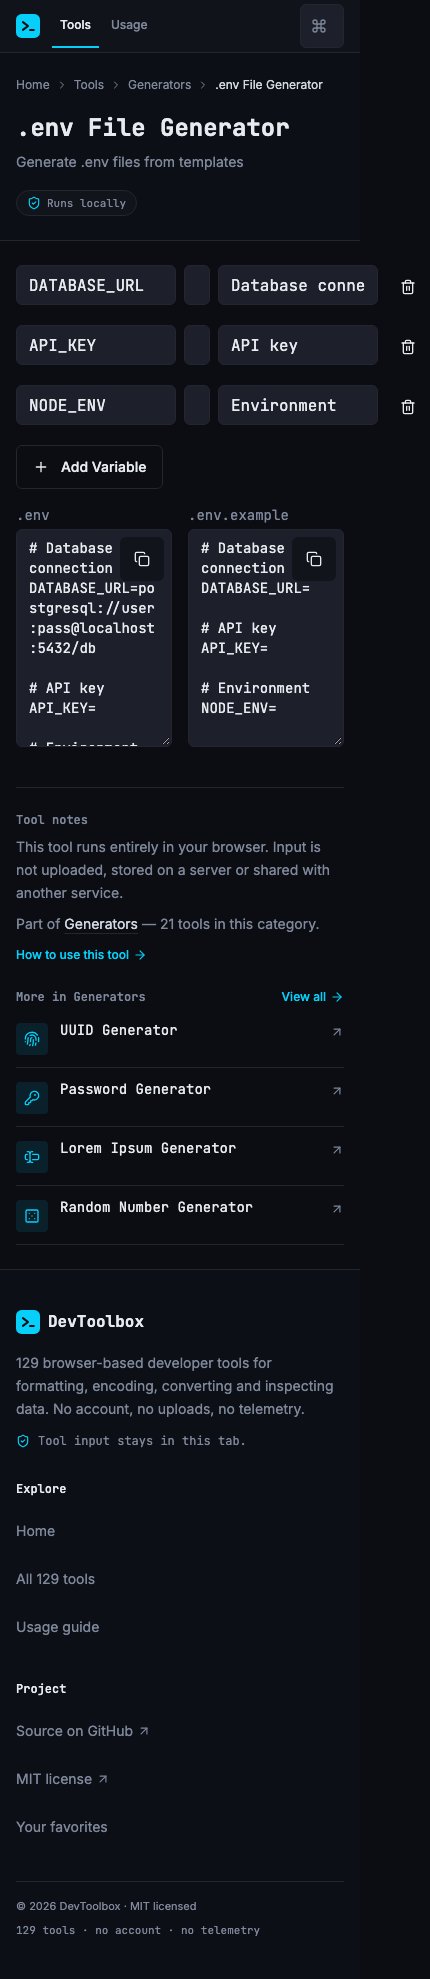 Tools Usage
Home Tools Generators .env File Generator
.env File Generator
Generate .env files from templates
Runs locally
DATABASE_URL Database conne
API_KEY API key
NODE_ENV Environment
+ Add Variable
.env .env.example
# Database
connection
DATABASE_URL=po
stgresql://user
:pass@localhost
:5432/db
# API key
API_KEY=
# Environment
# Database
connection
DATABASE_URL=
# API key
API_KEY=
# Environment
NODE_ENV=
Tool notes
This tool runs entirely in your browser. Input is
not uploaded, stored on a server or shared with
another service.
Part of Generators — 21 tools in this category.
How to use this tool →
More in Generators View all →
UUID Generator
Password Generator
Lorem Ipsum Generator
Random Number Generator
DevToolbox
129 browser-based developer tools for
formatting, encoding, converting and inspecting
data. No account, no uploads, no telemetry.
Tool input stays in this tab.
Explore
Home
All 129 tools
Usage guide
Project
Source on GitHub
MIT license
Your favorites
© 2026 DevToolbox · MIT licensed
129 tools · no account · no telemetry